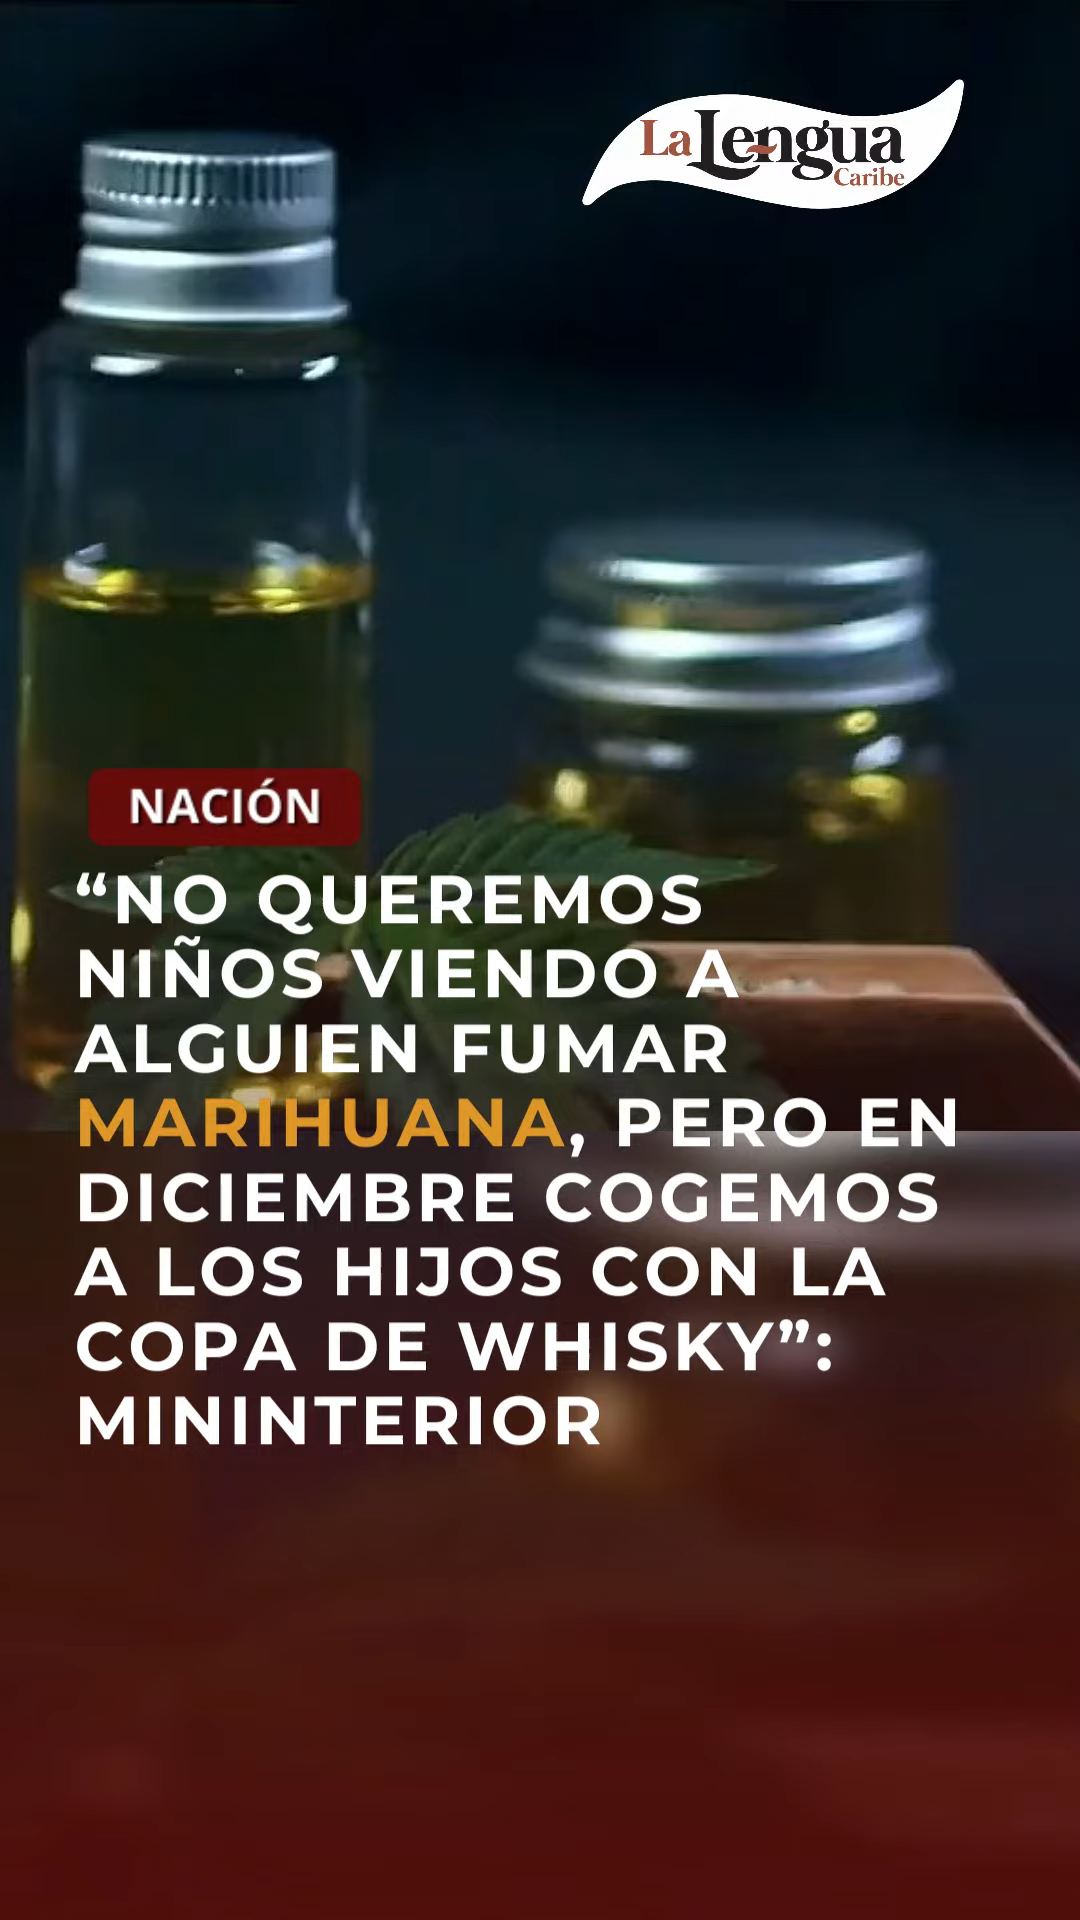 La Lengua
Caribe
NACIÓN
“NO QUEREMOS
NIÑOS VIENDO A
ALGUIEN FUMAR
MARIHUANA, PERO EN
DICIEMBRE COGEMOS
A LOS HIJOS CON LA
COPA DE WHISKY”:
MININTERIOR